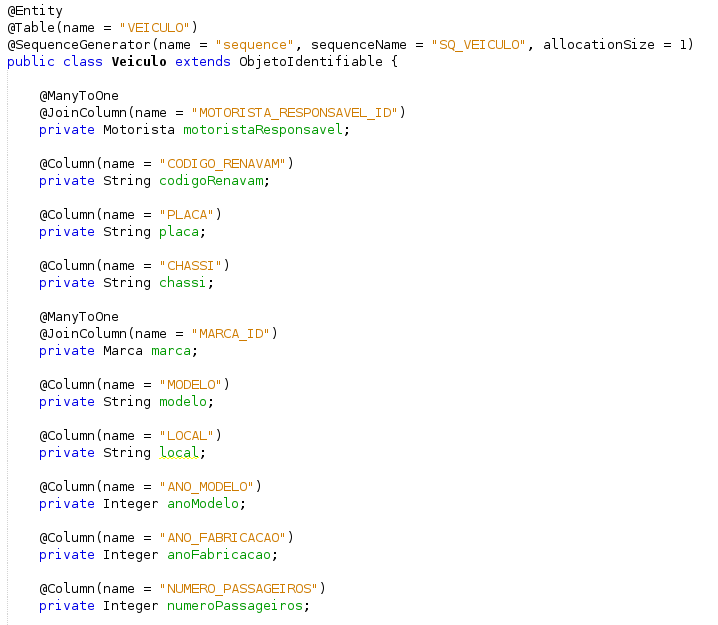 @Entity
@Table(name = "VEICULO")
@SequenceGenerator(name = "sequence", sequenceName = "SQ_VEICULO", allocationSize = 1)
public class Veiculo extends ObjetoIdentifiable {
@ManyToOne
@JoinColumn(name = "MOTORISTA_RESPONSAVEL_ID")
private Motorista motoristaResponsavel;
@Column(name = "CODIGO_RENAVAM")
private String codigoRenavam;
@Column(name = "PLACA")
private String placa;
@Column(name = "CHASSI")
private String chassi;
@ManyToOne
@JoinColumn(name = "MARCA_ID")
private Marca marca;
@Column(name = "MODELO")
private String modelo;
@Column(name = "LOCAL")
private String local;
@Column(name = "ANO_MODELO")
private Integer anoModelo;
@Column(name = "ANO_FABRICACAO")
private Integer anoFabricacao;
@Column(name = "NUMERO_PASSAGEIROS")
private Integer numeroPassageiros;